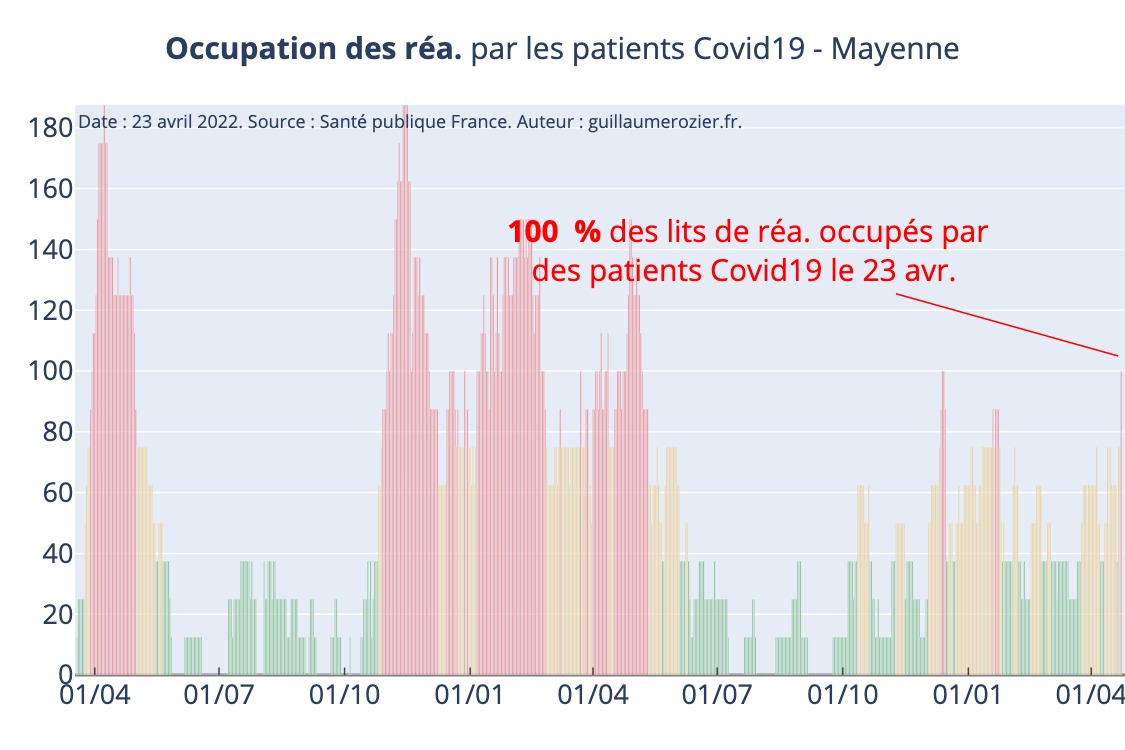 Occupation des réa. par les patients Covid19 - Mayenne
180
Date : 23 avril 2022. Source : Santé publique France. Auteur : guillaumerozier.fr.
160
100 % des lits de réa. occupés par
140
des patients Covid19 le 23 avr.
120
100
80
60
40
20
0
01/04 01/07 01/10 01/01 01/04 01/07 01/10 01/01 01/04